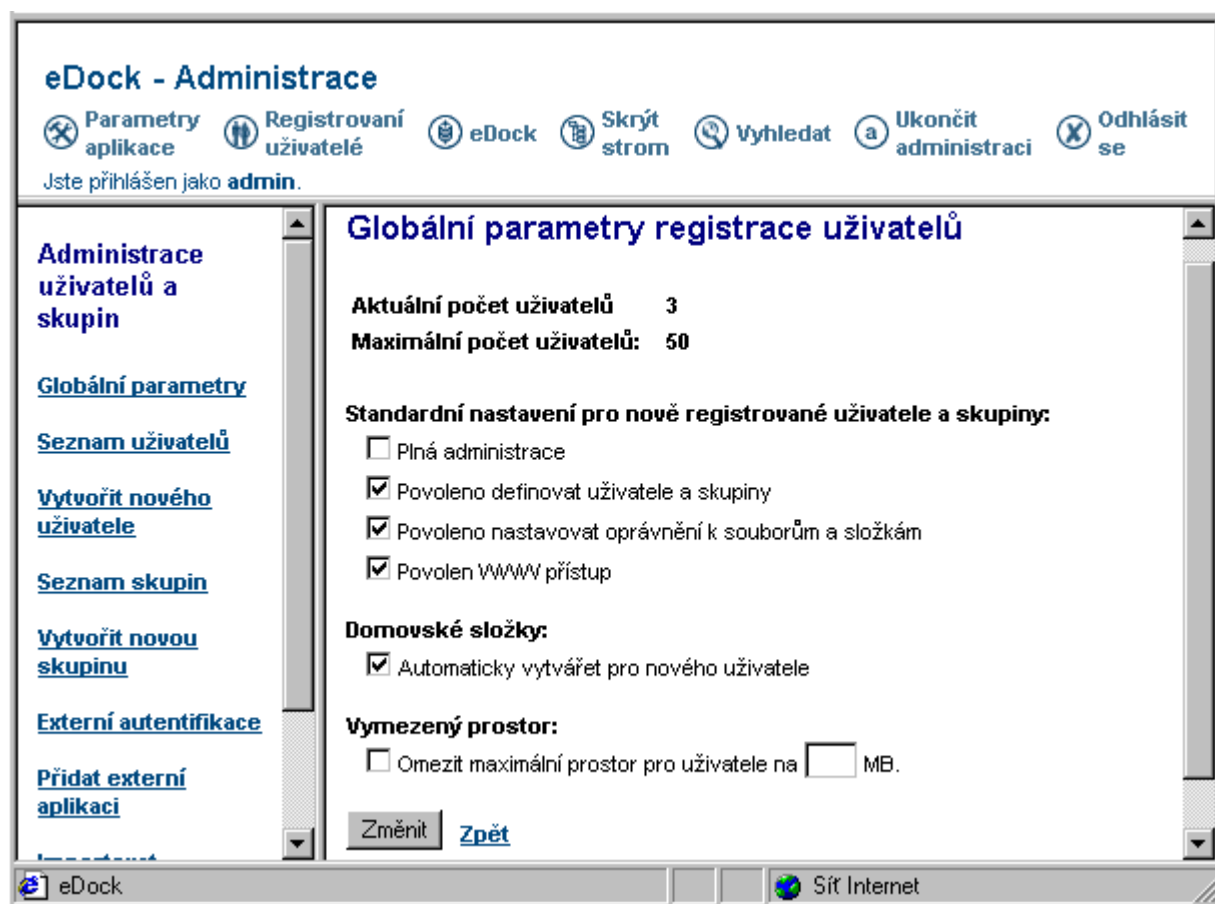 eDock - Administrace
Parametry aplikace
Registrovaní uživatelé
eDock
Skrýt strom
Vyhledat
a
Ukončit administraci
Odhlásit se
Jste přihlášen jako admin.
Administrace
uživatelů a
skupin
Globální parametry
Seznam uživatelů
Vytvořit nového
uživatele
Seznam skupin
Vytvořit novou
skupinu
Externí autentifikace
Přidat externí
aplikaci
Globální parametry registrace uživatelů
Aktuální počet uživatelů 3
Maximální počet uživatelů: 50
Standardní nastavení pro nově registrované uživatele a skupiny:
Plná administrace
Povoleno definovat uživatele a skupiny
Povoleno nastavovat oprávnění k souborům a složkám
Povolen WWW přístup
Domovské složky:
Automaticky vytvářet pro nového uživatele
Vymezený prostor:
Omezit maximální prostor pro uživatele na MB.
Změnit Zpět
eDock
Síť Internet